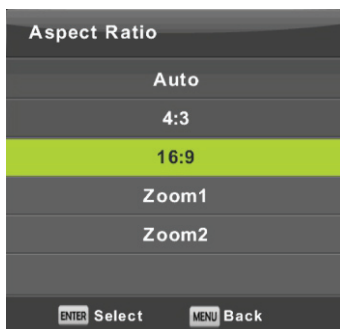 Aspect Ratio
Auto
4:3
16:9
Zoom1
Zoom2
ENTER Select MENU Back